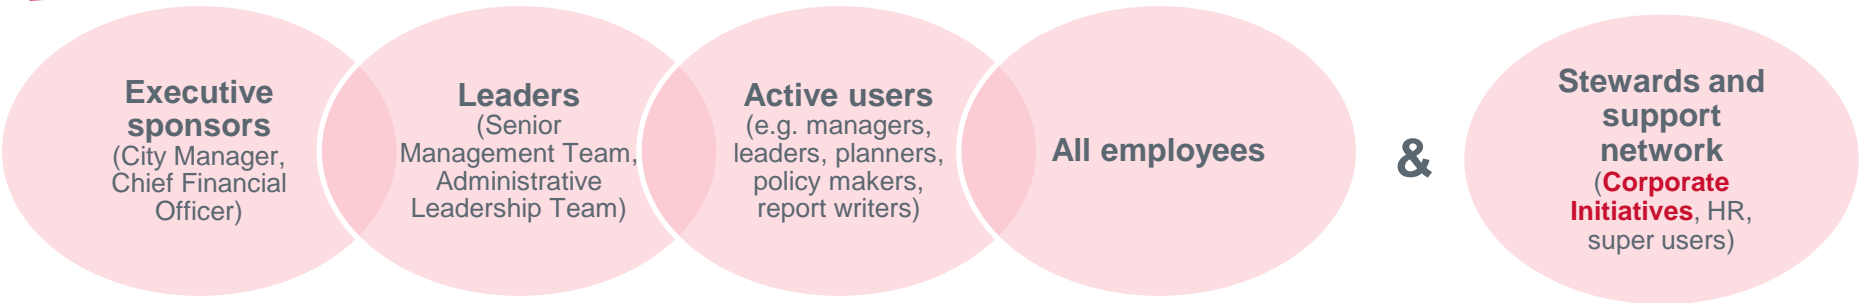 Executive
sponsors
(City Manager,
Chief Financial
Officer)
Leaders
(Senior
Management Team,
Administrative
Leadership Team)
Active users
(e.g. managers,
leaders, planners,
policy makers,
report writers)
All employees
&
Stewards and
support
network
(Corporate
Initiatives, HR,
super users)